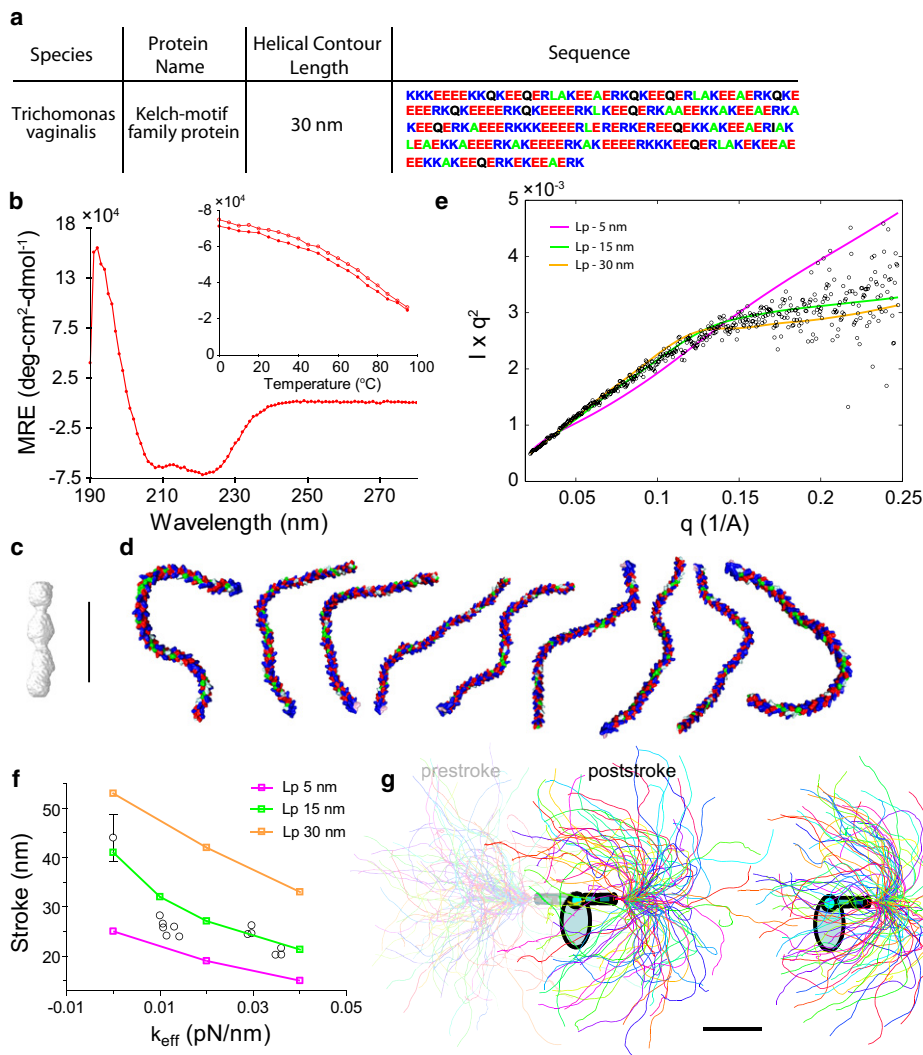 a
Species
Protein Name
Helical Contour Length
Sequence
Trichomonas vaginalis
Kelch-motif family protein
30 nm
KKKEEEEKKQKEEQERLAKEEAERKQKEEQERLAKEEAERKQKE
EEERKQKEEEERKQKEEEERKLKEEQERKAAEEKKAKEEAERKA
KEEQERKAEEERKKKEEEERLERERKEREEQEKKAKEEAERIAK
LEAEKKAEEERKAKEEEERKAKEEEERKKKEEQERLAKEKEEAE
EEKKAKEEQERKEKEEAERK
b
×10⁴
18
13
7.5
2.5
-2.5
-7.5
MRE (deg-cm²-dmol⁻¹)
190
210
230
250
270
Wavelength (nm)
×10⁴
-8
-6
-4
-2
0
0
20
40
60
80
100
Temperature (°C)
e
×10⁻³
5
4
3
2
1
0
I x q²
Lp - 5 nm
Lp - 15 nm
Lp - 30 nm
0.05
0.1
0.15
0.2
0.25
q (1/A)
c
d
f
50
40
30
20
Stroke (nm)
Lp 5 nm
Lp 15 nm
Lp 30 nm
-0.01
0.01
0.03
0.05
k_eff (pN/nm)
g
prestroke
poststroke